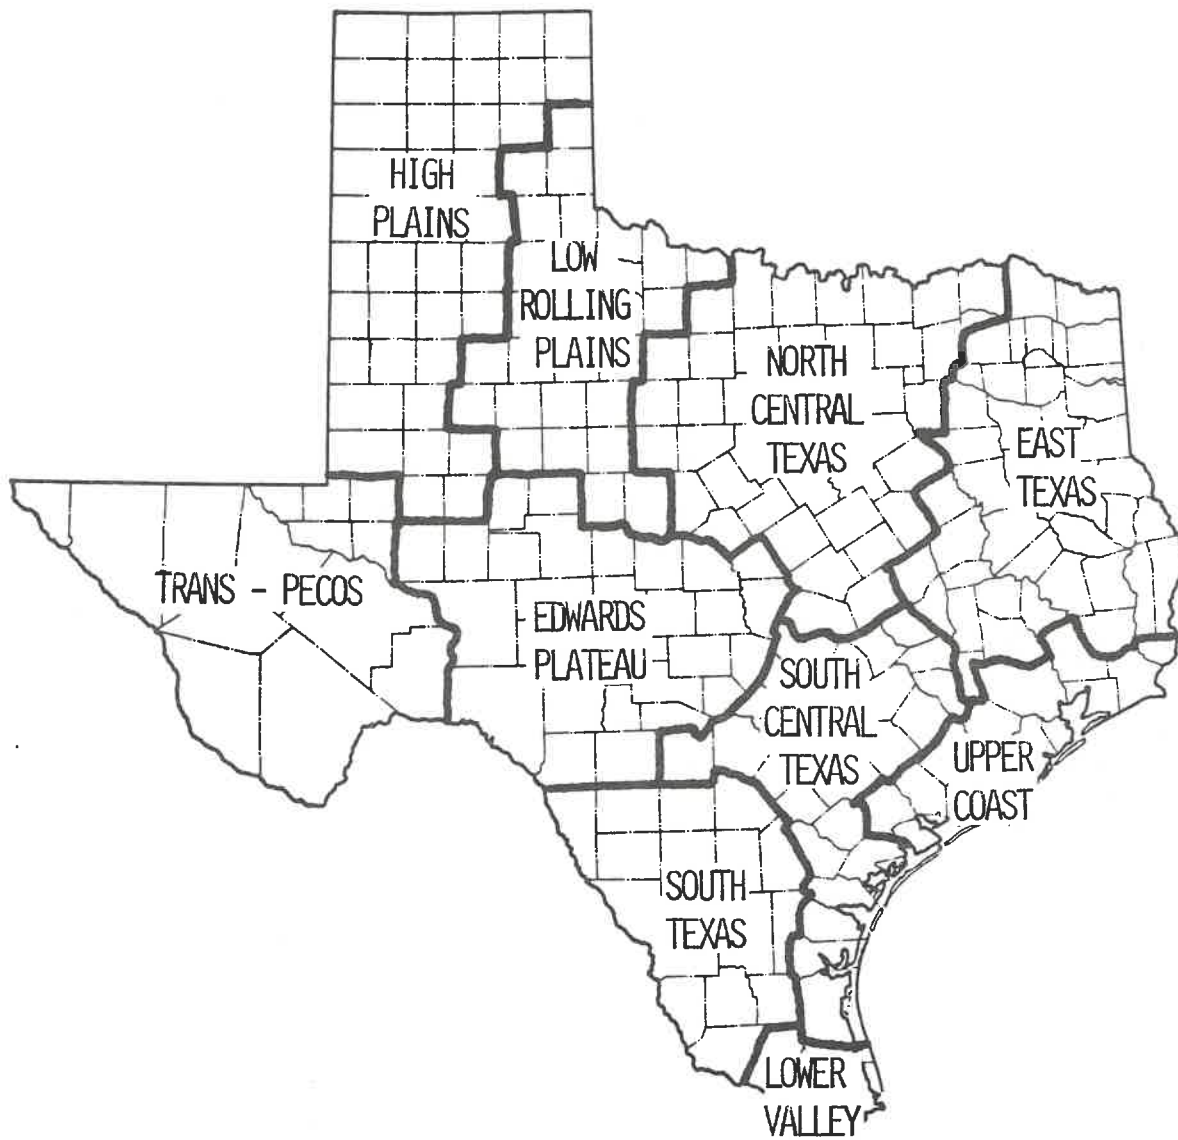 HIGH
PLAINS
LOW
ROLLING
PLAINS
NORTH
CENTRAL
TEXAS
EAST
TEXAS
TRANS - PECOS
EDWARDS
PLATEAU
SOUTH
CENTRAL
TEXAS
UPPER
COAST
SOUTH
TEXAS
LOWER
VALLEY